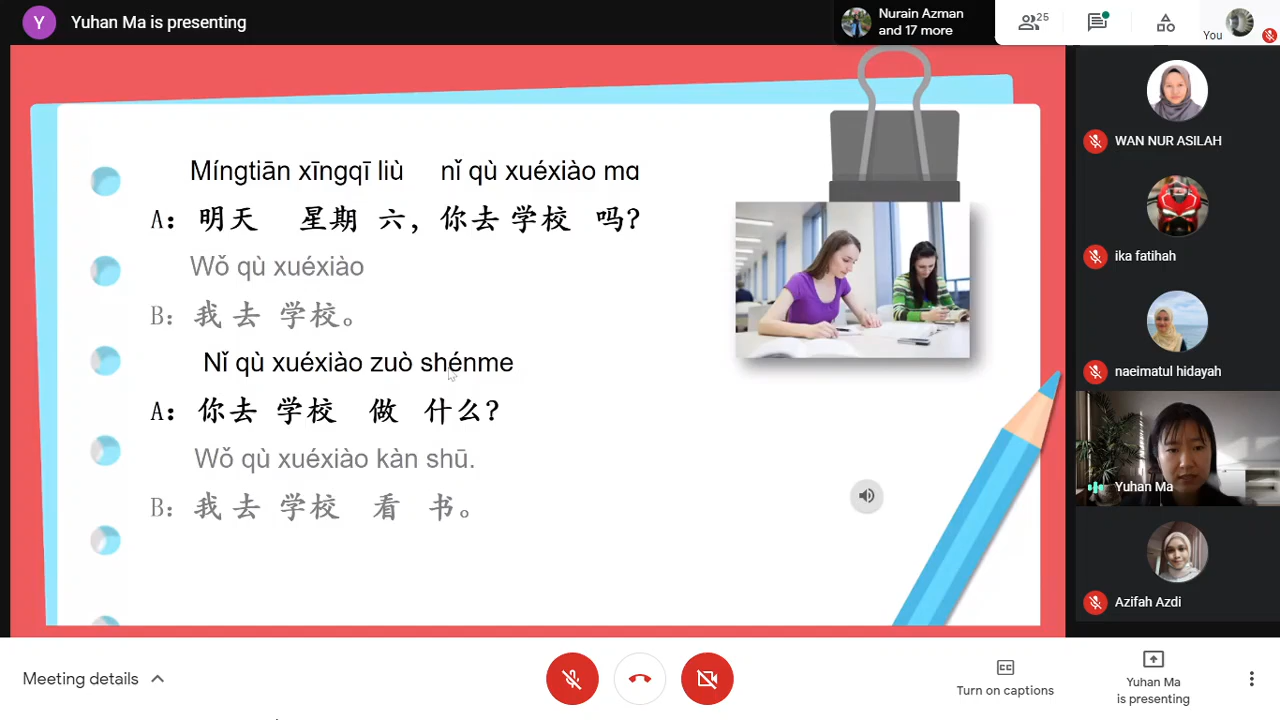 Y Yuhan Ma is presenting
Nurain Azman
and 17 more
25
You
Míngtiān xīngqī liù nǐ qù xuéxiào mɑ
A: 明天 星期 六，你去 学校 吗?
Wǒ qù xuéxiào
B: 我 去 学校。
Nǐ qù xuéxiào zuò shénme
A: 你去 学校 做 什么?
Wǒ qù xuéxiào kàn shū.
B: 我 去 学校 看 书。
WAN NUR ASILAH
ika fatihah
naeimatul hidayah
Yuhan Ma
Azifah Azdi
Meeting details
CC
Turn on captions
Yuhan Ma
is presenting